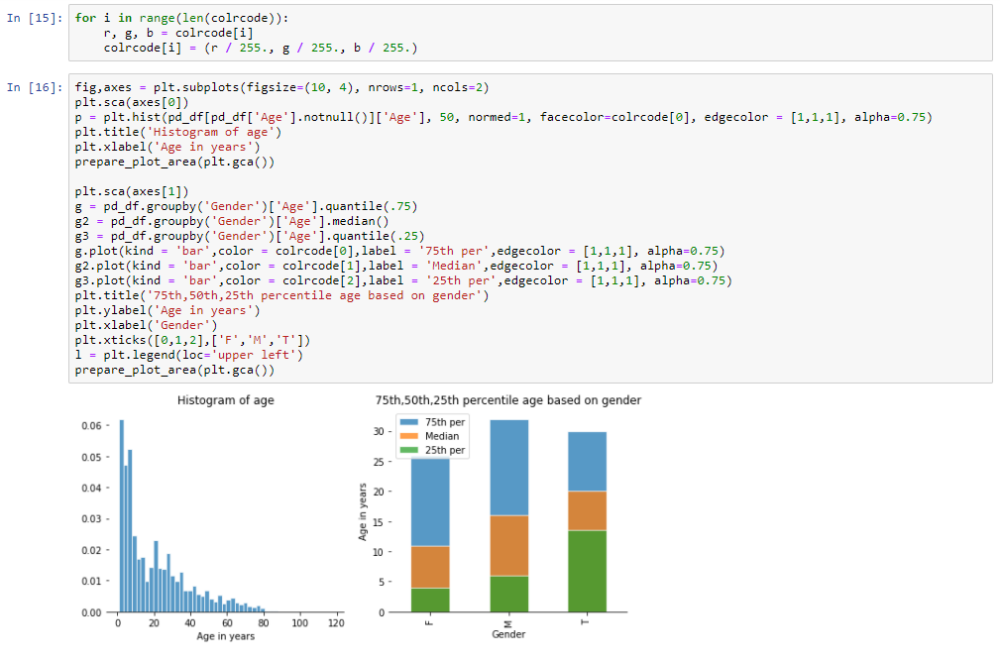 In [15]: for i in range(len(colrcode)):
    r, g, b = colrcode[i]
    colrcode[i] = (r / 255., g / 255., b / 255.)
In [16]: fig,axes = plt.subplots(figsize=(10, 4), nrows=1, ncols=2)
plt.sca(axes[0])
p = plt.hist(pd_df[pd_df['Age'].notnull()]['Age'], 50, normed=1, facecolor=colrcode[0], edgecolor = [1,1,1], alpha=0.75)
plt.title('Histogram of age')
plt.xlabel('Age in years')
prepare_plot_area(plt.gca())
plt.sca(axes[1])
g = pd_df.groupby('Gender')['Age'].quantile(.75)
g2 = pd_df.groupby('Gender')['Age'].median()
g3 = pd_df.groupby('Gender')['Age'].quantile(.25)
g.plot(kind = 'bar',color = colrcode[0],label = '75th per',edgecolor = [1,1,1], alpha=0.75)
g2.plot(kind = 'bar',color = colrcode[1],label = 'Median',edgecolor = [1,1,1], alpha=0.75)
g3.plot(kind = 'bar',color = colrcode[2],label = '25th per',edgecolor = [1,1,1], alpha=0.75)
plt.title('75th,50th,25th percentile age based on gender')
plt.ylabel('Age in years')
plt.xlabel('Gender')
plt.xticks([0,1,2],['F','M','T'])
l = plt.legend(loc='upper left')
prepare_plot_area(plt.gca())
Histogram of age
0.06
0.05
0.04
0.03
0.02
0.01
0.00
0 20 40 60 80 100 120
Age in years
75th,50th,25th percentile age based on gender
75th per
Median
25th per
30
25
20
15
10
5
0
Age in years
F M T
Gender